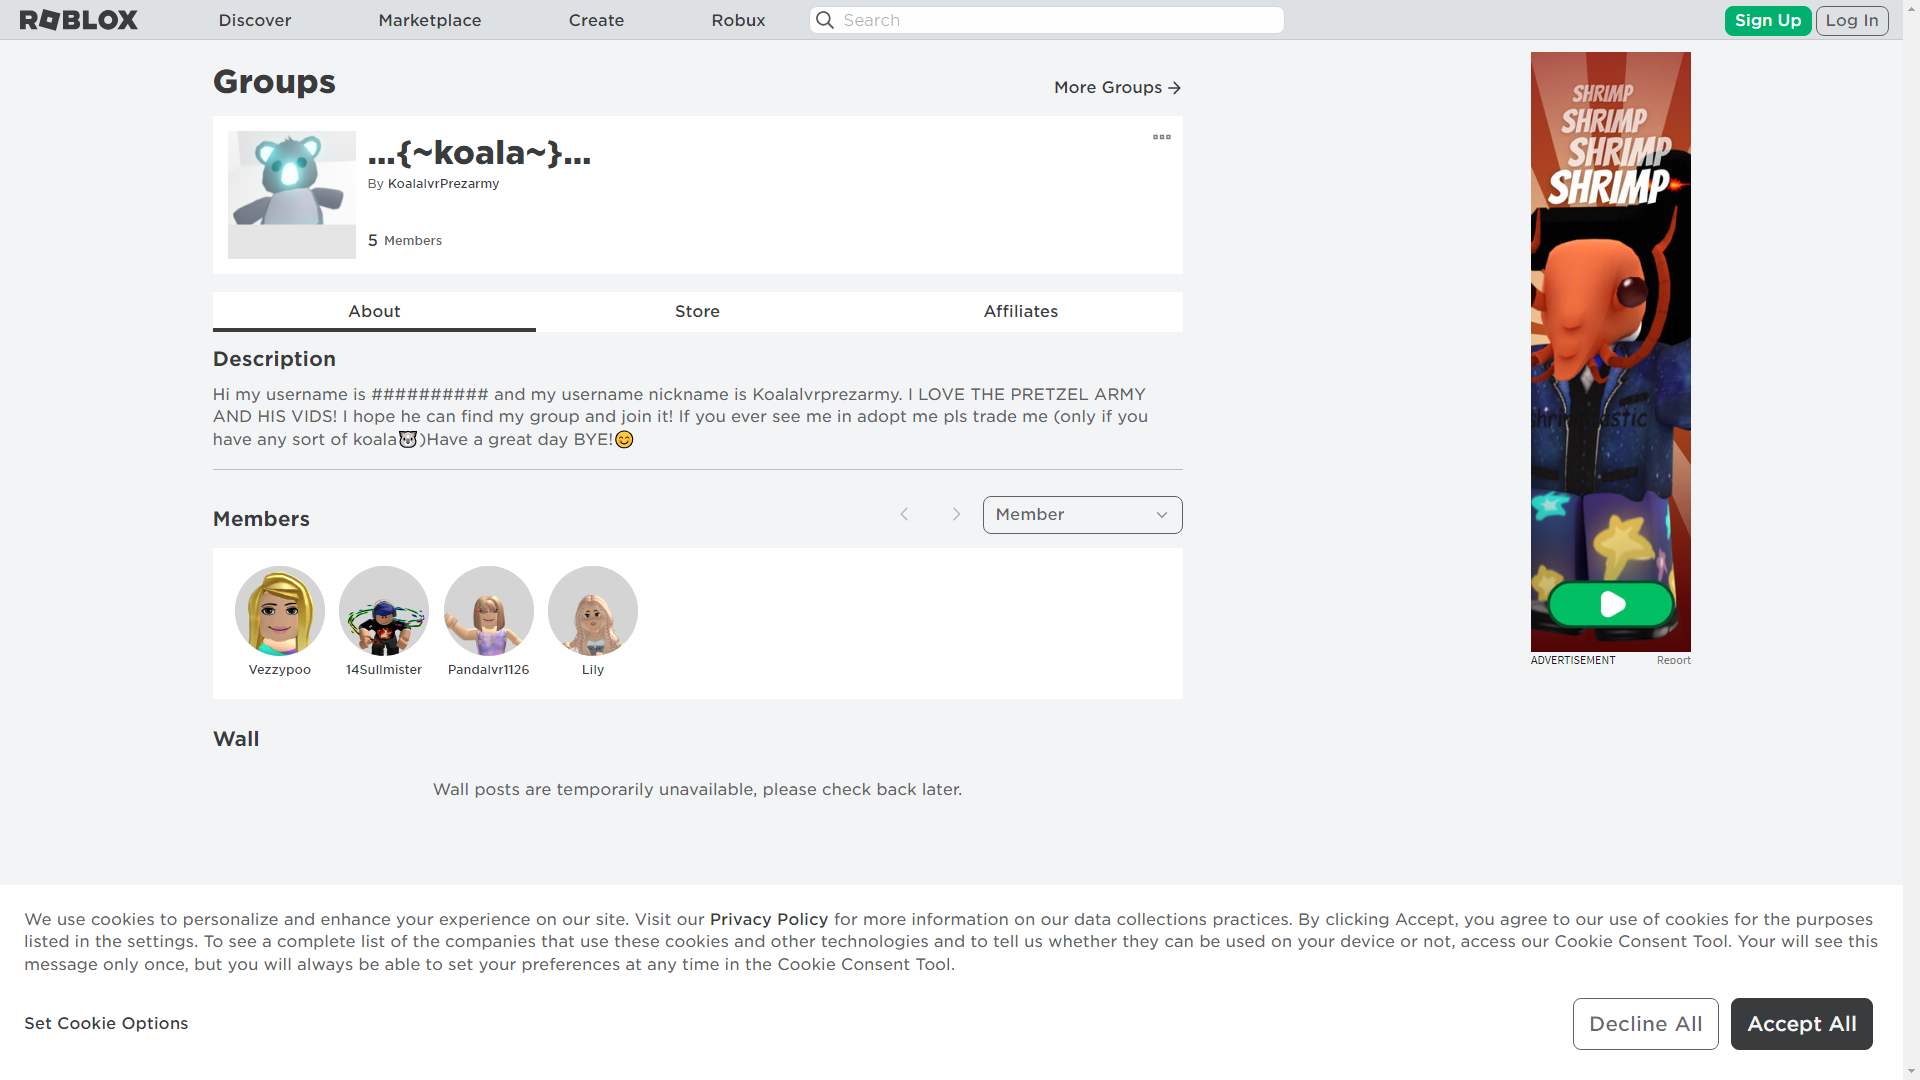 ROBLOX
Discover
Marketplace
Create
Robux
Search
Sign Up
Log In
Groups
More Groups
...{~koala~}...
By KoalalvrPrezarmy
5 Members
About
Store
Affiliates
Description
Hi my username is ########## and my username nickname is Koalalvrprezarmy. I LOVE THE PRETZEL ARMY
AND HIS VIDS! I hope he can find my group and join it! If you ever see me in adopt me pls trade me (only if you
have any sort of koala🐨)Have a great day BYE!😊
Members
Member
Vezzypoo
14Sullmister
Pandalvr1126
Lily
Wall
Wall posts are temporarily unavailable, please check back later.
SHRIMP
SHRIMP
SHRIMP
SHRIMP
ADVERTISEMENT
Report
We use cookies to personalize and enhance your experience on our site. Visit our Privacy Policy for more information on our data collections practices. By clicking Accept, you agree to our use of cookies for the purposes
listed in the settings. To see a complete list of the companies that use these cookies and other technologies and to tell us whether they can be used on your device or not, access our Cookie Consent Tool. Your will see this
message only once, but you will always be able to set your preferences at any time in the Cookie Consent Tool.
Set Cookie Options
Decline All
Accept All